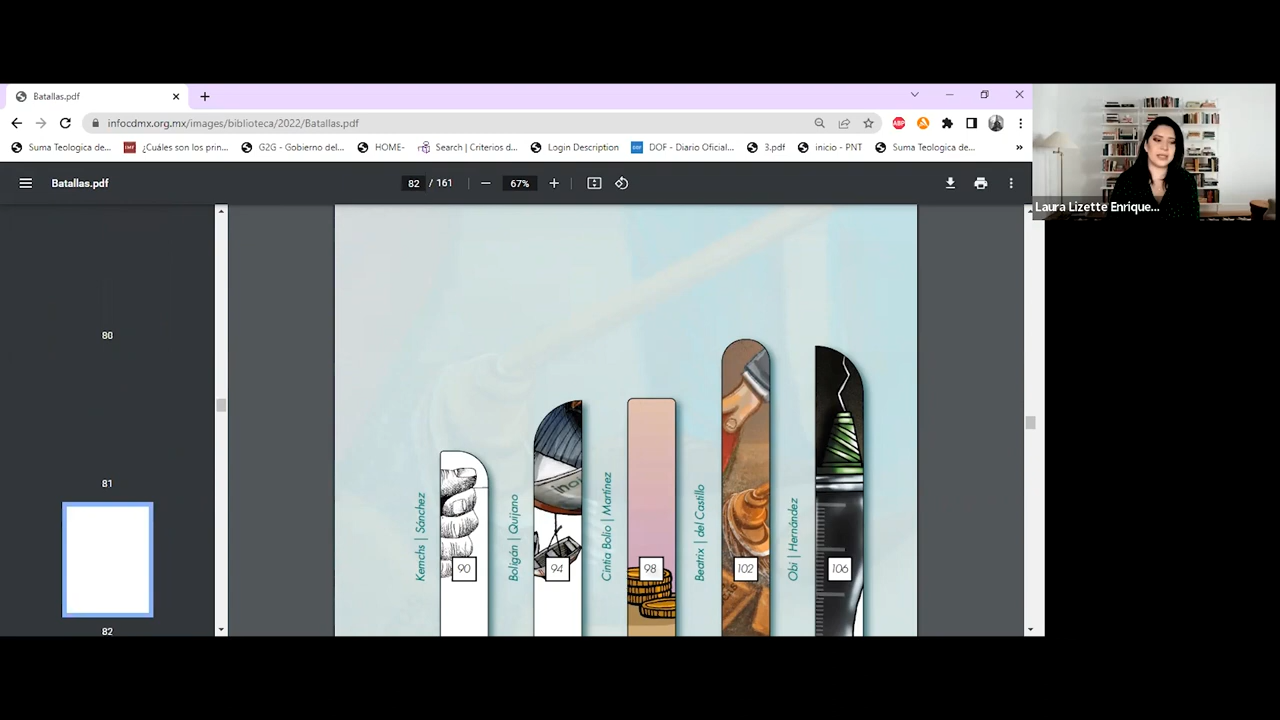 Batallas.pdf
infocdmx.org.mx/images/biblioteca/2022/Batallas.pdf
ABP
Suma Teologica de...
¿Cuáles son los prin...
G2G - Gobierno del...
HOME-
Search | Criterios d...
Login Description
DOF - Diario Oficial...
3.pdf
inicio - PNT
Suma Teologica de...
»
Batallas.pdf
82 / 161
67%
Laura Lizette Enrique...
80
81
82
Kemchs | Sánchez
90
Boligán | Quijano
94
Cintia Bolio | Martínez
98
Beatrix | del Castillo
102
Obi | Hernández
106